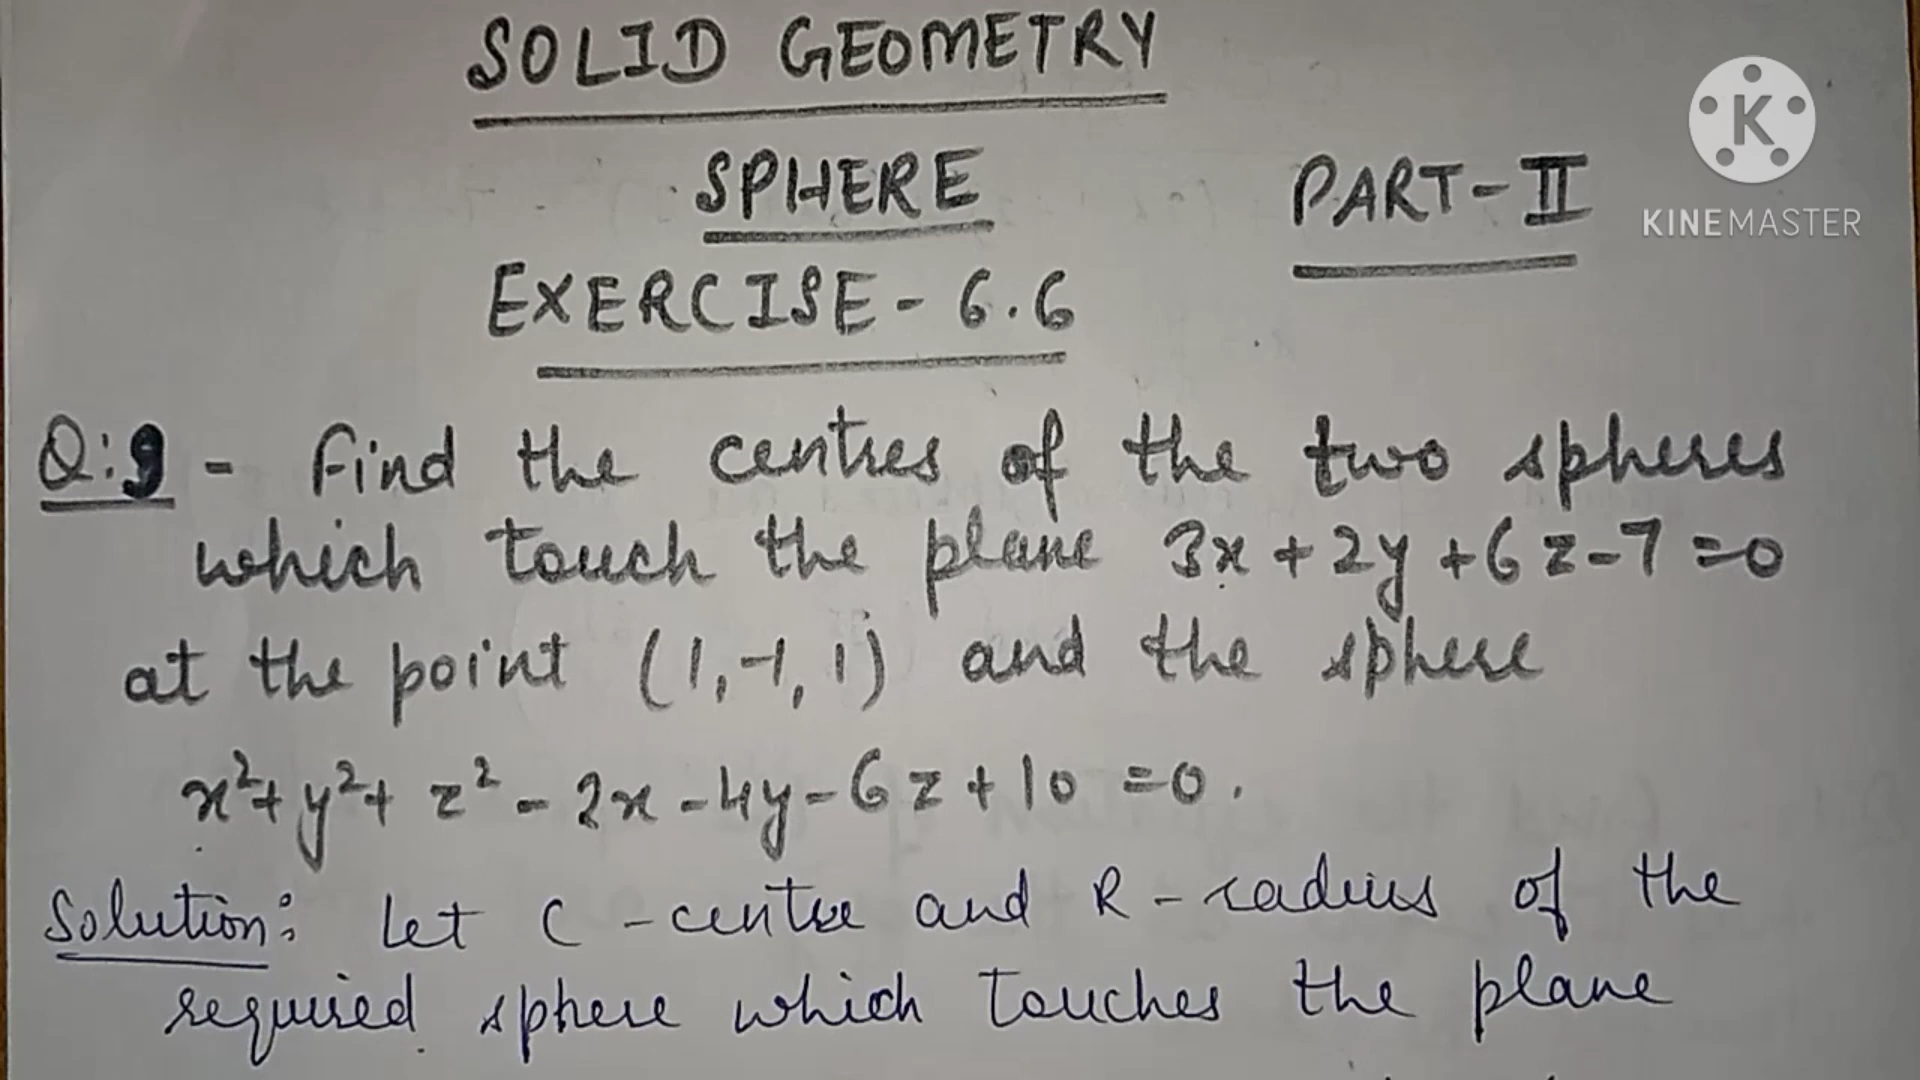 SOLID GEOMETRY
SPHERE PART-II
KINEMASTER
EXERCISE-6.6
Q:9 - Find the centres of the two spheres
which touch the plane 3x+2y+6z-7=0
at the point (1,-1,1) and the sphere
x²+y²+z²-2x-4y-6z+10=0.
Solution: Let C-centre and R-radius of the
required sphere which touches the plane